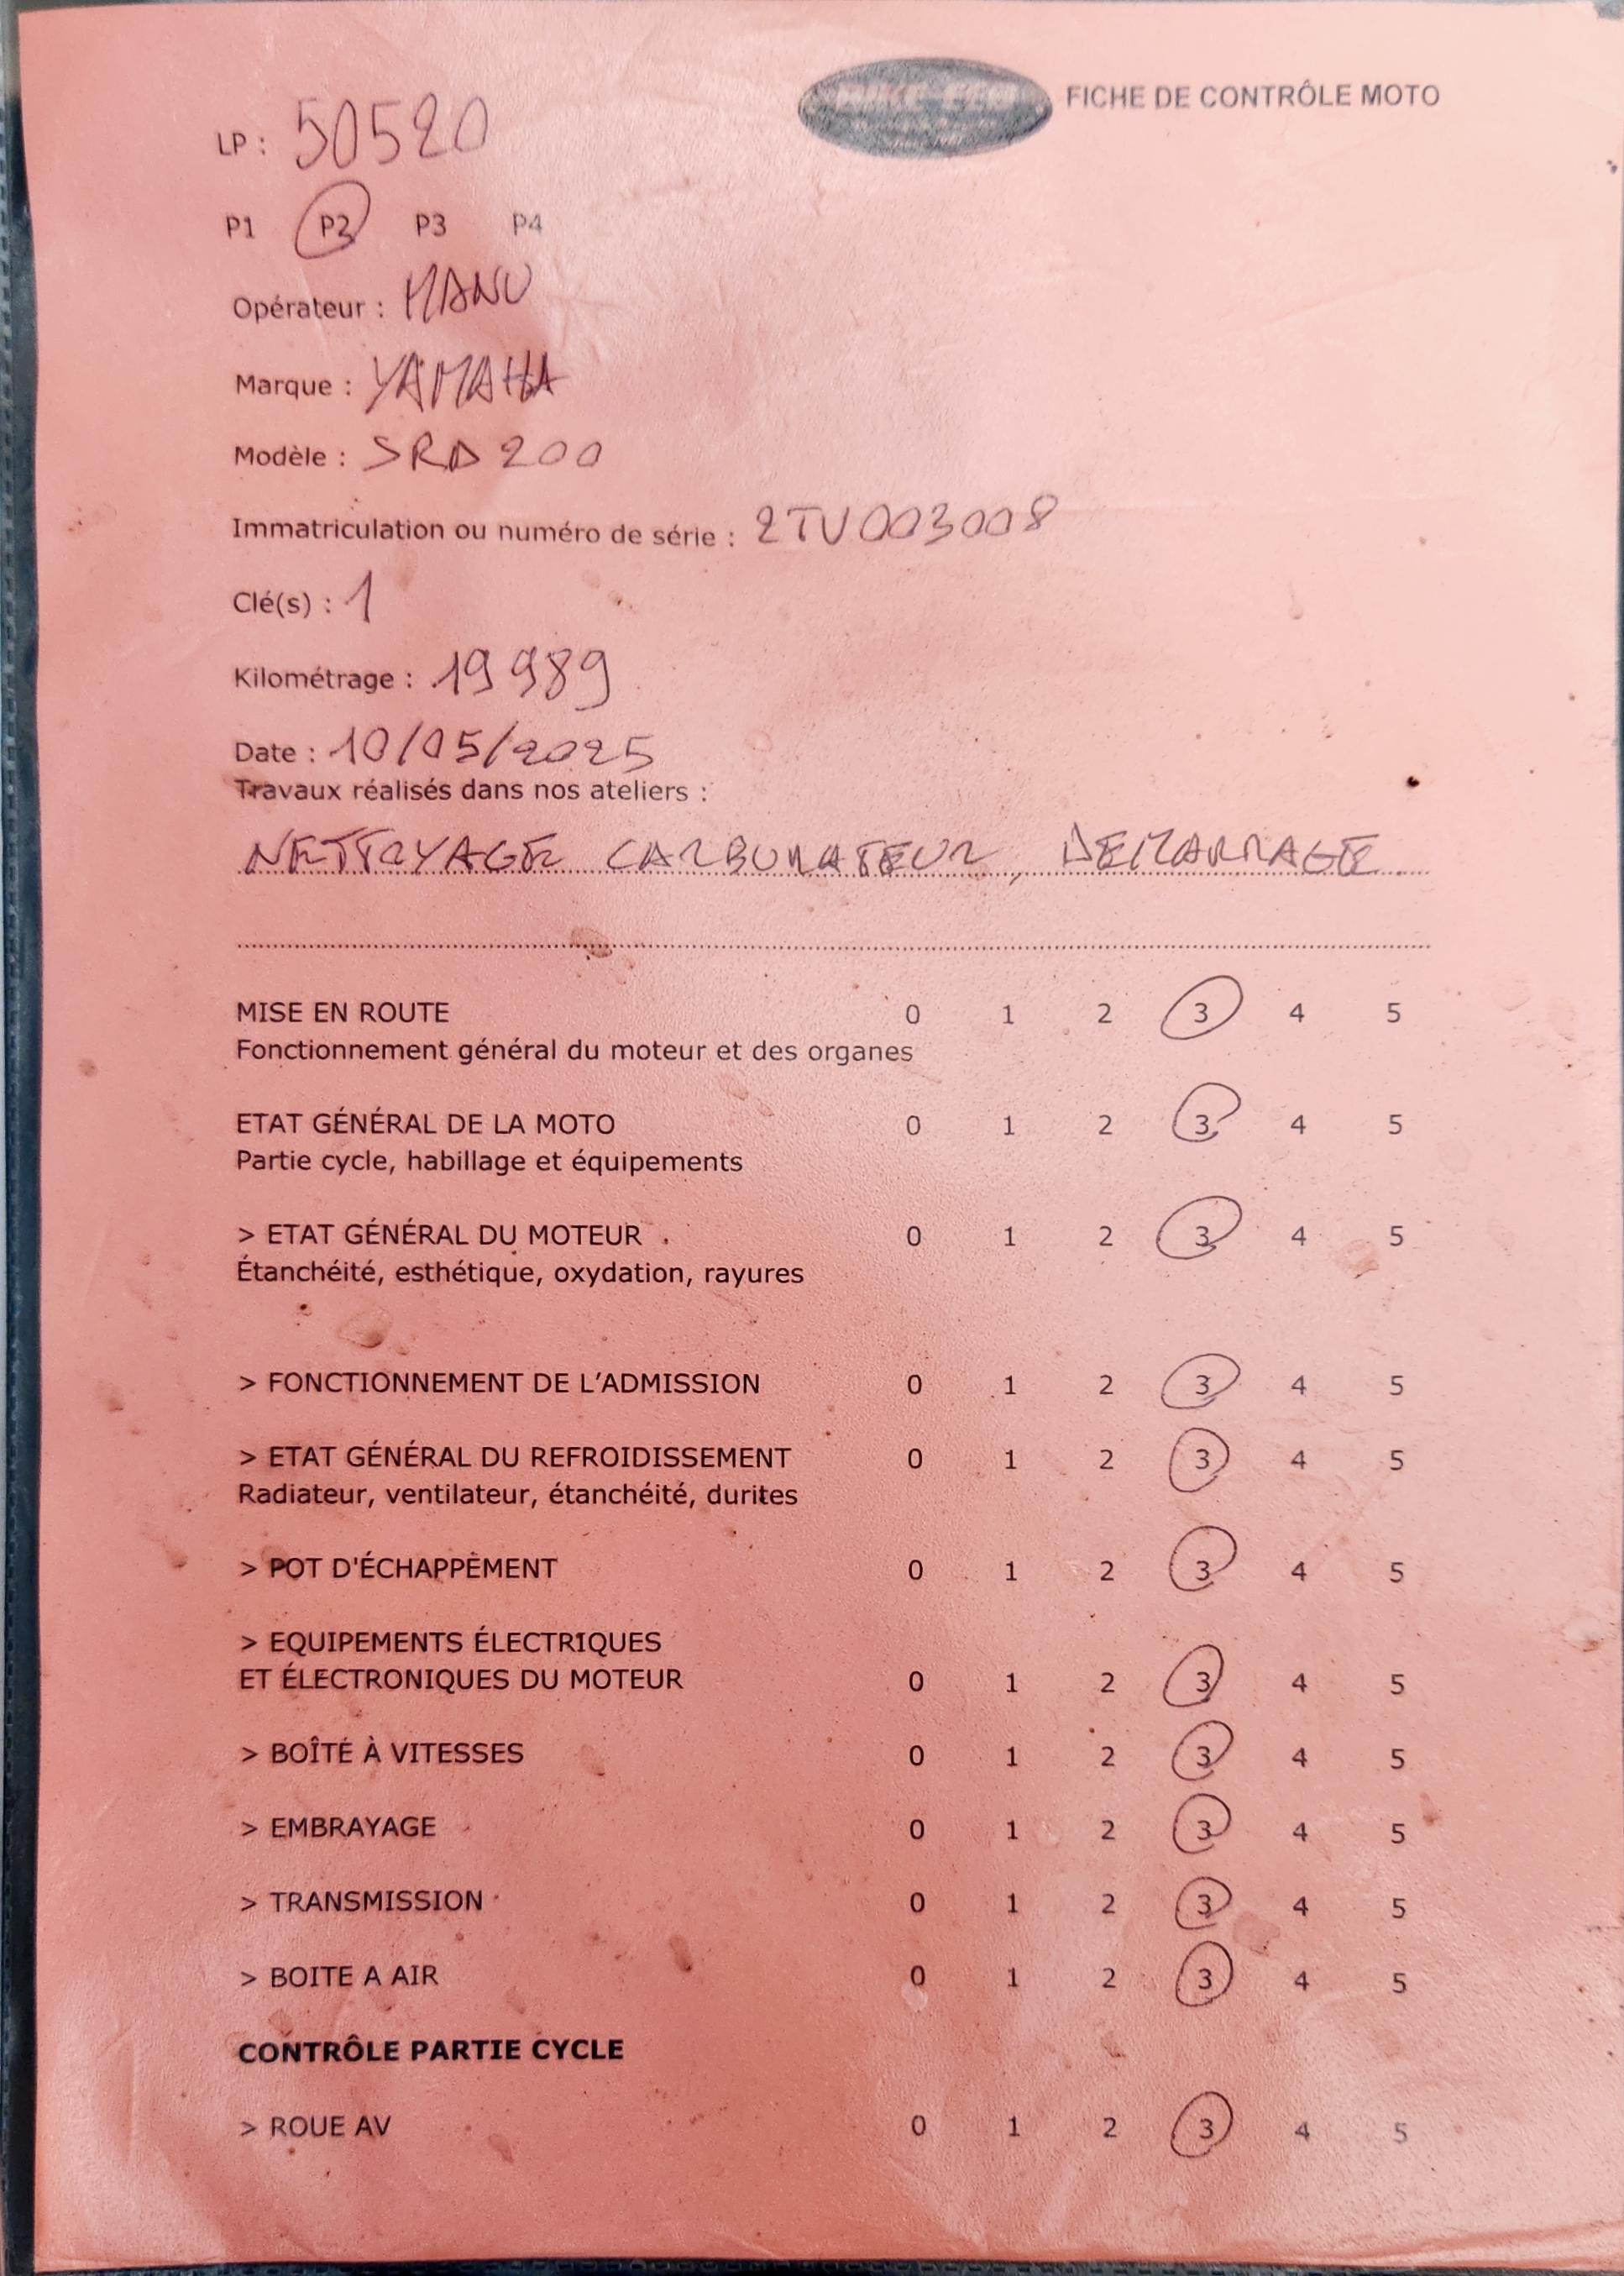 FICHE DE CONTRÔLE MOTO
LP : 50520
P1 P2 P3 P4
Opérateur : MANU
Marque : YAMAHA
Modèle : SRD 200
Immatriculation ou numéro de série : 2TV003008
Clé(s) : 1
Kilométrage : 19989
Date : 10/05/2025
Travaux réalisés dans nos ateliers :
NETTOYAGE CARBURATEUR, DEMARRAGE
MISE EN ROUTE 0 1 2 3 4 5
Fonctionnement général du moteur et des organes
ETAT GÉNÉRAL DE LA MOTO 0 1 2 3 4 5
Partie cycle, habillage et équipements
> ETAT GÉNÉRAL DU MOTEUR 0 1 2 3 4 5
Étanchéité, esthétique, oxydation, rayures
> FONCTIONNEMENT DE L'ADMISSION 0 1 2 3 4 5
> ETAT GÉNÉRAL DU REFROIDISSEMENT 0 1 2 3 4 5
Radiateur, ventilateur, étanchéité, durites
> POT D'ÉCHAPPEMENT 0 1 2 3 4 5
> EQUIPEMENTS ÉLECTRIQUES
ET ÉLECTRONIQUES DU MOTEUR 0 1 2 3 4 5
> BOÎTE À VITESSES 0 1 2 3 4 5
> EMBRAYAGE 0 1 2 3 4 5
> TRANSMISSION 0 1 2 3 4 5
> BOITE A AIR 0 1 2 3 4 5
CONTRÔLE PARTIE CYCLE
> ROUE AV 0 1 2 3 4 5